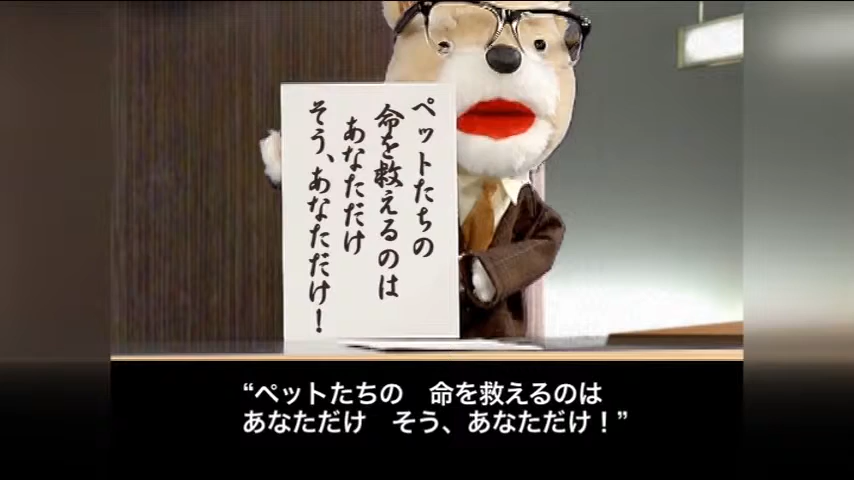 ペットたちの
命を救えるのは
あなただけ
そう、あなただけ！
“ペットたちの　命を救えるのは
あなただけ　そう、あなただけ！”